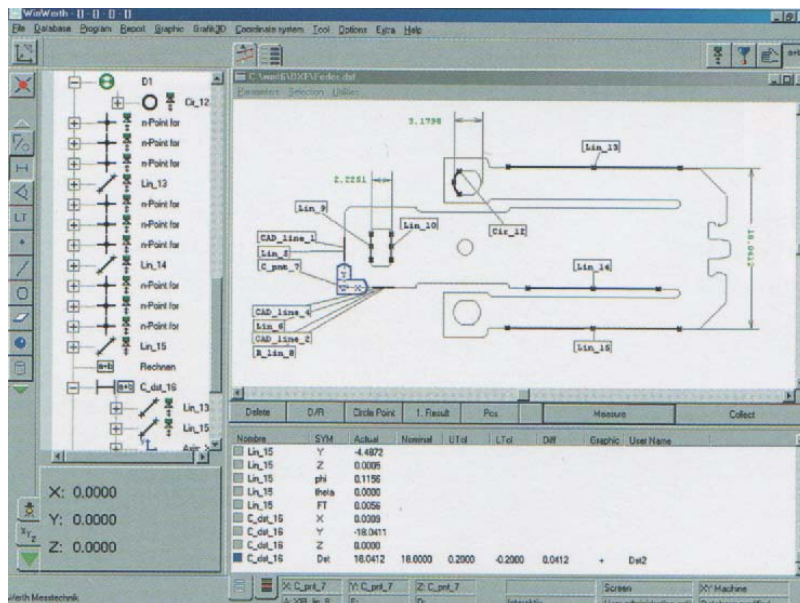 WinWerth - [] - [] - [] - []
File Database Program Report Graphic Grafik3D Coordinate system Tool Options Extra Help
D1
Cir_12
n-Point for
n-Point for
n-Point for
Lin_13
n-Point for
n-Point for
n-Point for
Lin_14
n-Point for
n-Point for
n-Point for
Lin_15
a+b Rechnen
a+b C_dst_16
Lin_13
Lin_15
LT
Parameters Selection Utilities
3.1798
Lin_13
2.2251
Lin_9
Lin_10
Cir_12
CAD_line_1
Lin_5
C_pnt_7
Lin_14
18.0412
CAD_line_4
Lin_6
CAD_line_2
Lin_15
Delete D/R Circle Point 1. Result Pos. Measure Collect
Nombre SYM Actual Nominal UTol LTol Diff Graphic User Name
Lin_15 Y -4.4872
Lin_15 Z 0.0005
Lin_15 phi 0.1156
Lin_15 theta 0.0000
Lin_15 FT 0.0056
C_dst_16 X 0.0309
C_dst_16 Y -18.0411
C_dst_16 Z 0.0000
C_dst_16 Dst 18.0412 18.0000 0.2000 -0.2000 0.0412 + Dst2
X: 0.0000
Y: 0.0000
Z: 0.0000
XYZ
X: C_pnt_7 Y: C_pnt_7 Z: C_pnt_7 Screen XY Machine
Werth Messtechnik